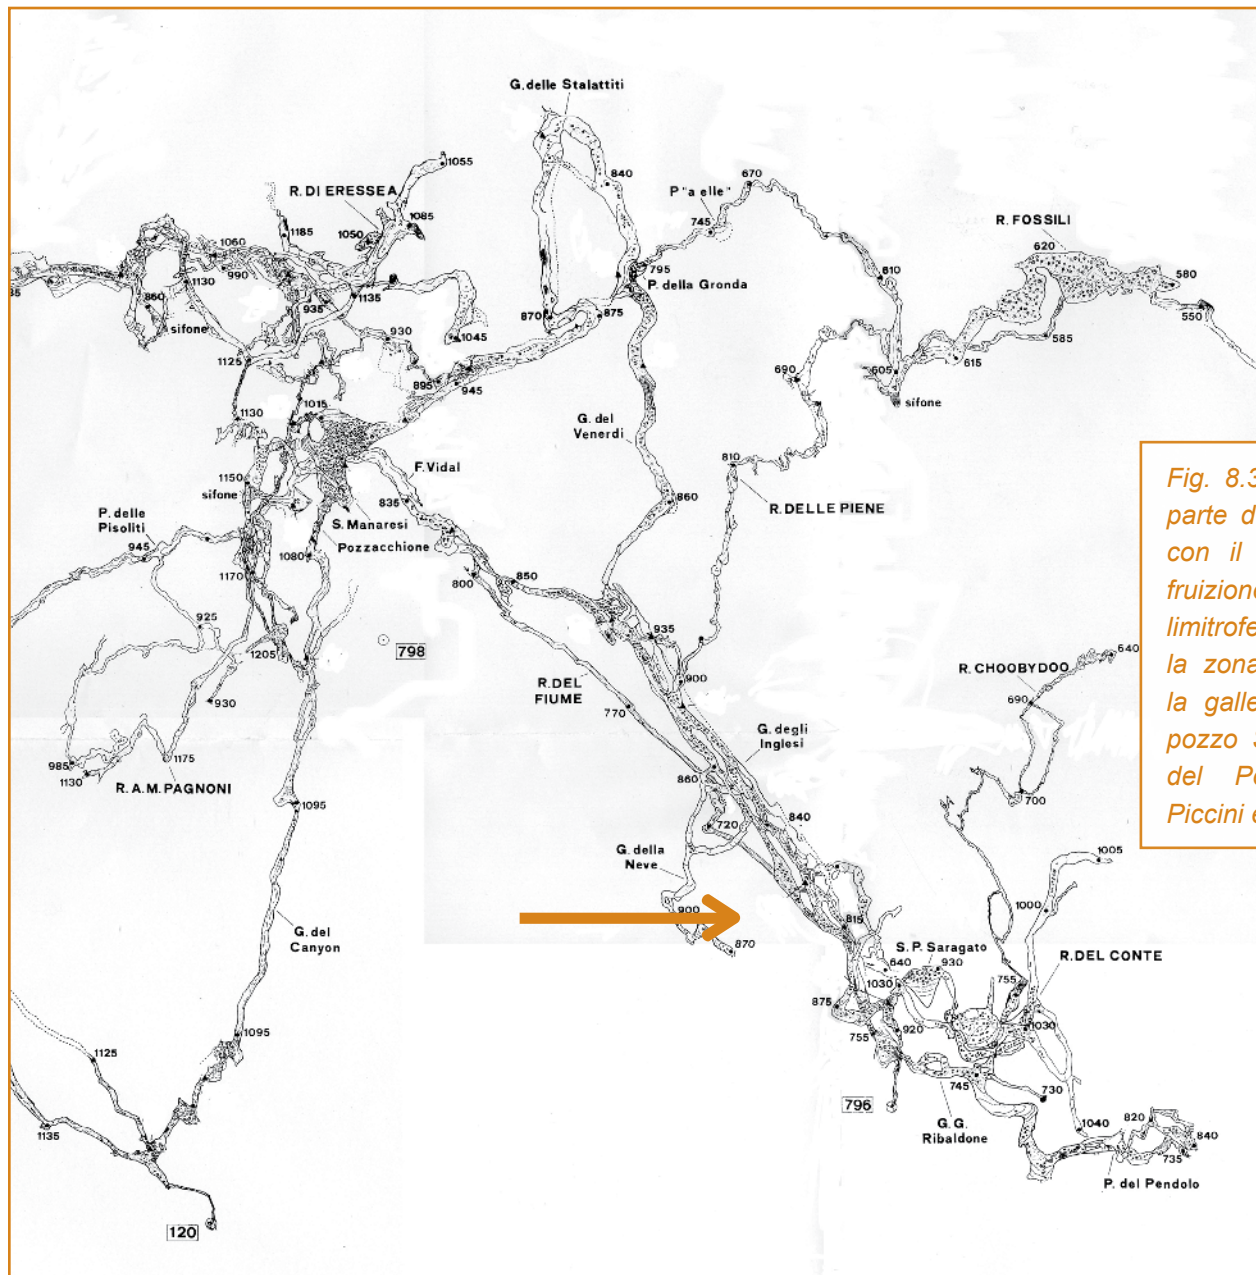 G. delle Stalattiti
1055
840
670
R. DI ERESSEA
P "a elle"
745
R. FOSSILI
1085
1185
1050
620
1060
990
795
610
580
P. della Gronda
1130
860
935
1135
550
sifone
870
875
930
1045
585
1125
615
690
605
895
945
sifone
1015
1130
G. del
Venerdi
810
F. Vidal
1150
sifone
835
860
R. DELLE PIENE
P. delle
Pisoliti
S. Manaresi
Pozzacchione
945
1080
1170
800
850
925
935
1205
798
640
R. CHOOBYDOO
900
R. DEL
FIUME
930
690
770
G. degli
Inglesi
985
1130
1175
860
R.A.M. PAGNONI
700
1095
840
720
G. della
Neve
1005
900
1000
815
G. del
Canyon
870
S.P. Saragato
640
930
R. DEL CONTE
1030
755
875
1030
1095
755
920
1125
745
730
796
1135
G.G.
Ribaldone
1040
820
840
735
P. del Pendolo
120
Fig. 8.3
parte d
con il
fruizione
limitrofe
la zona
la galle
pozzo S
del Po
Piccini e